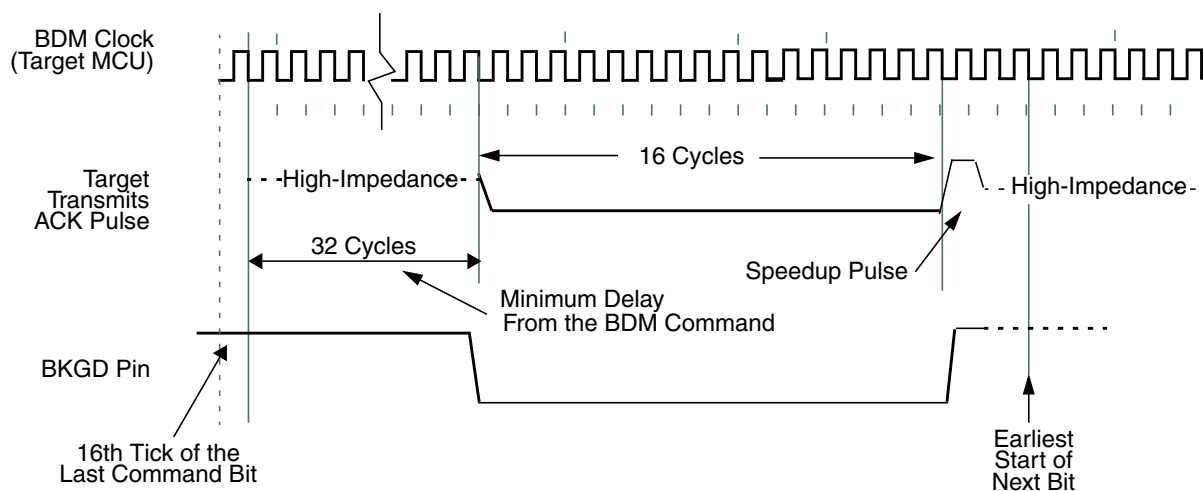 BDM Clock
(Target MCU)
16 Cycles
Target
Transmits
ACK Pulse
High-Impedance
High-Impedance
32 Cycles
Speedup Pulse
Minimum Delay
From the BDM Command
BKGD Pin
16th Tick of the
Last Command Bit
Earliest
Start of
Next Bit